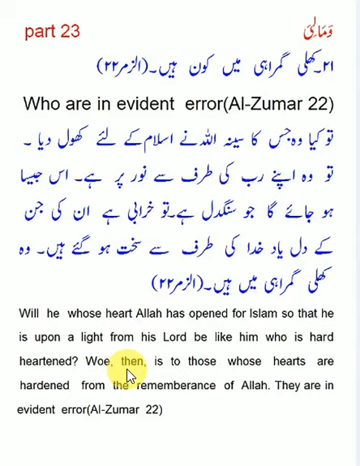 part 23 وَمَالِیَ
۲۱۔ کھلی گمراہی میں کون ہیں۔(الزمر۲۲)
Who are in evident error(Al-Zumar 22)
تو کیا وہ جس کا سینہ اللہ نے اسلام کے لئے کھول دیا ۔
تو وہ اپنے رب کی طرف سے نور پر ہے۔ اس جیسا
ہو جائے گا جو سنگدل ہے۔تو خرابی ہے ان کی جن
کے دل یاد خدا کی طرف سے سخت ہو گئے ہیں۔ وہ
کھلی گمراہی میں ہیں۔(الزمر۲۲)
Will he whose heart Allah has opened for Islam so that he
is upon a light from his Lord be like him who is hard
heartened? Woe, then, is to those whose hearts are
hardened from the rememberance of Allah. They are in
evident error(Al-Zumar 22)